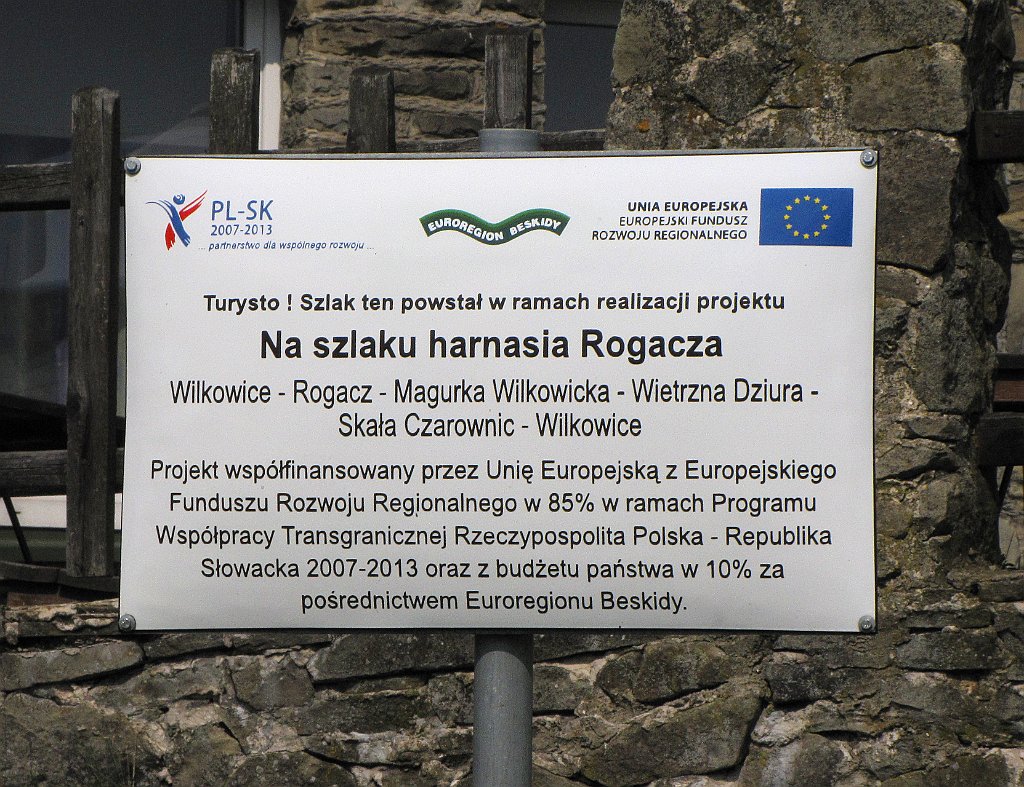 PL-SK
2007-2013
... partnerstwo dla wspólnego rozwoju ...
EUROREGION BESKIDY
UNIA EUROPEJSKA
EUROPEJSKI FUNDUSZ
ROZWOJU REGIONALNEGO
Turysto ! Szlak ten powstał w ramach realizacji projektu
Na szlaku harnasia Rogacza
Wilkowice - Rogacz - Magurka Wilkowicka - Wietrzna Dziura -
Skała Czarownic - Wilkowice
Projekt współfinansowany przez Unię Europejską z Europejskiego
Funduszu Rozwoju Regionalnego w 85% w ramach Programu
Współpracy Transgranicznej Rzeczypospolita Polska - Republika
Słowacka 2007-2013 oraz z budżetu państwa w 10% za
pośrednictwem Euroregionu Beskidy.